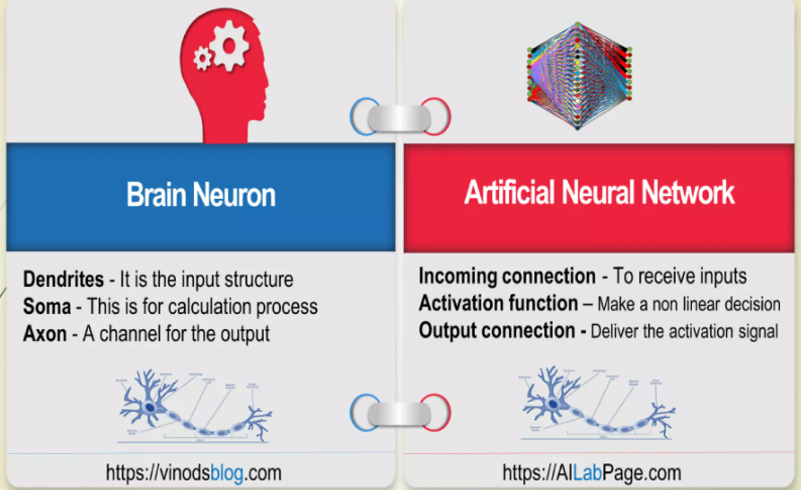 Brain Neuron
Dendrites - It is the input structure
Soma - This is for calculation process
Axon - A channel for the output
https://vinodsblog.com
Artificial Neural Network
Incoming connection - To receive inputs
Activation function – Make a non linear decision
Output connection - Deliver the activation signal
https://AILabPage.com